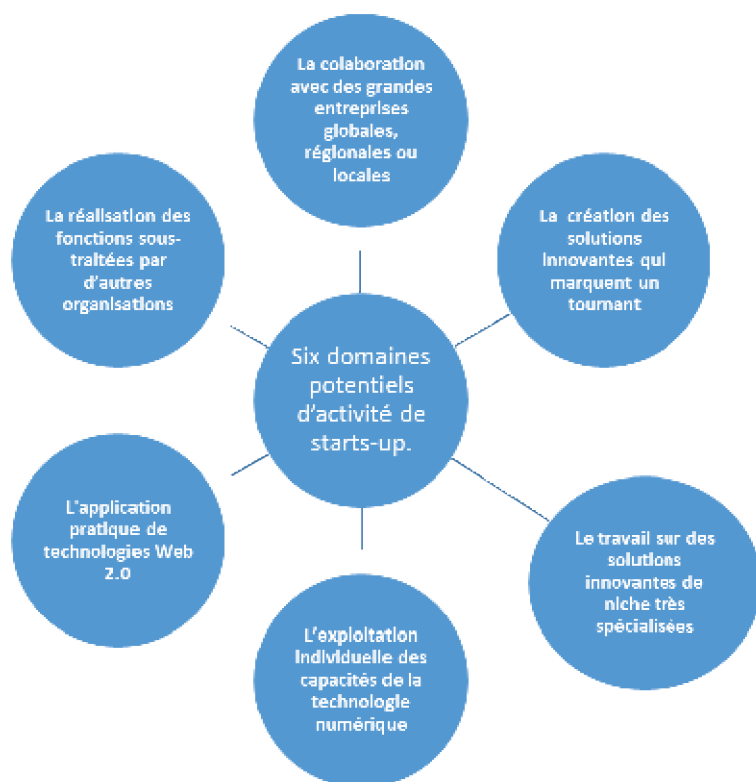 La colaboration
avec des grandes
entreprises
globales,
régionales ou
locales
La création des
solutions
innovantes qui
marquent un
tournant
Le travail sur des
solutions
innovantes de
niche très
spécialisées
L'exploitation
individuelle des
capacités de la
technologie
numérique
L'application
pratique de
technologies Web
2.0
La réalisation des
fonctions sous-
traitées par
d'autres
organisations
Six domaines
potentiels
d'activité de
starts-up.